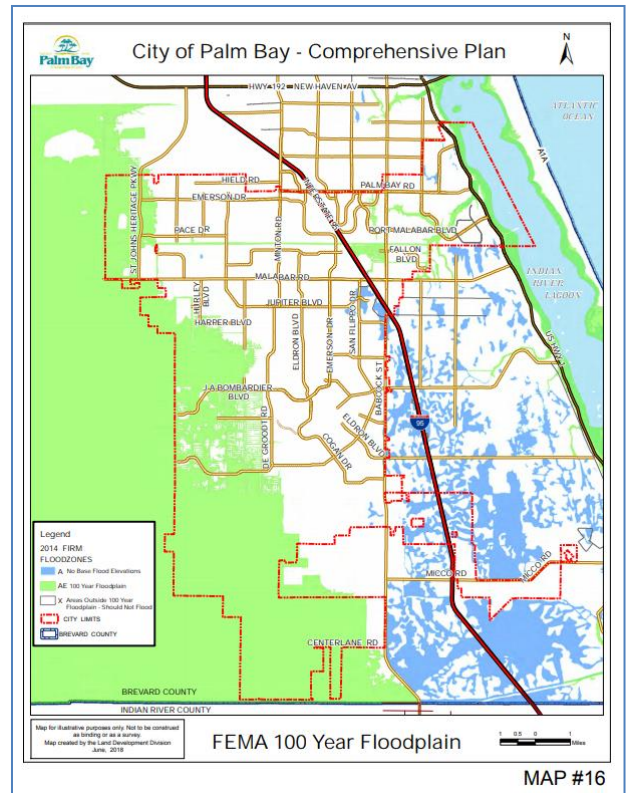 Palm Bay
City of Palm Bay - Comprehensive Plan
N
HWY 192 NEW HAVEN AV
ATLANTIC
OCEAN
A1A
HIELD RD
PALM BAY RD
EMERSON DR
INTERSTATE 95
ST JOHNS HERITAGE PKWY
PACE DR
MINTON RD
PORT MALABAR BLVD
FALLON
BLVD
MALABAR RD
INDIAN
RIVER
LAGOON
HURLEY
BLVD
JUPITER BLVD
SAN FILIPPO DR
US HWY 1
HARPER BLVD
ELDRON BLVD
EMERSON DR
BABCOCK ST
J A BOMBARDIER
BLVD
DE GROODT RD
ELDRON BLVD
95
COGAN DR
Legend
2014 FIRM
FLOODZONES
A No Base Flood Elevations
AE 100 Year Floodplain
X Areas Outside 100 Year
Floodplain - Should Not Flood
CITY LIMITS
BREVARD COUNTY
MICCO RD
MICCO RD
CENTERLANE RD
BREVARD COUNTY
INDIAN RIVER COUNTY
Map for illustrative purposes only. Not to be construed
as binding or as a survey.
Map created by the Land Development Division
June, 2018
FEMA 100 Year Floodplain
1 0.5 0 1
Miles
MAP #16